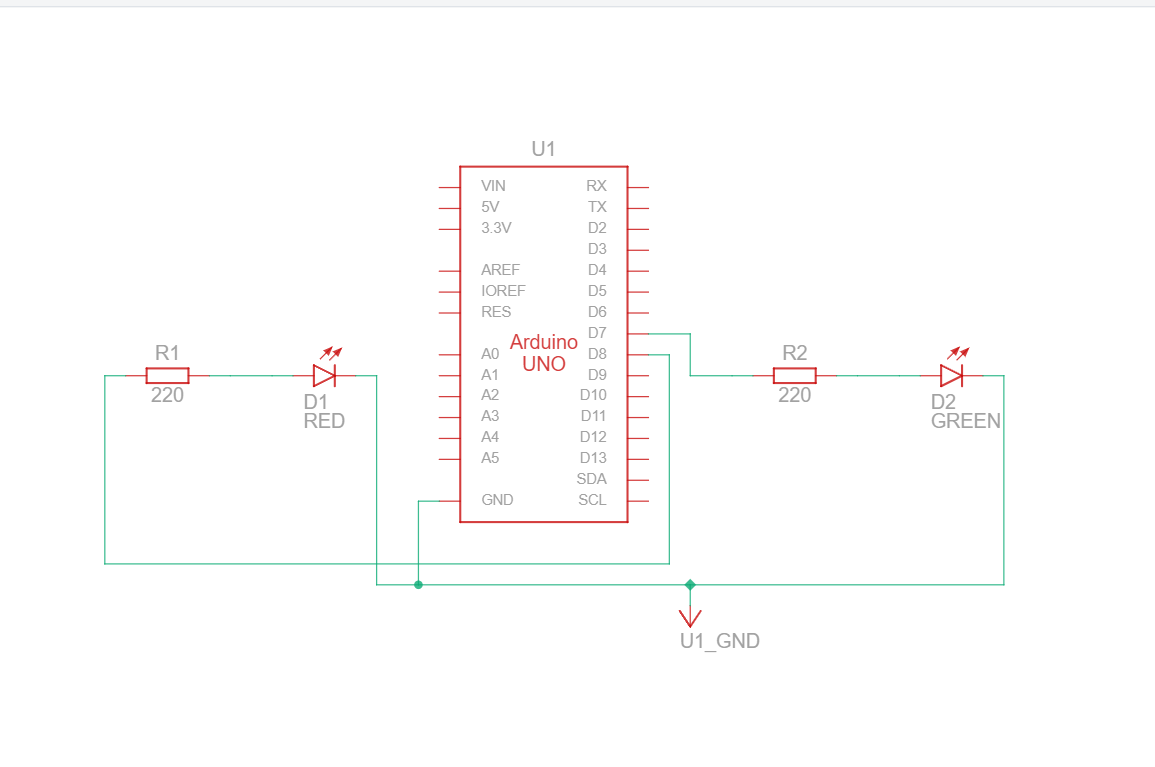 U1
VIN RX
5V TX
3.3V D2
D3
AREF D4
IOREF D5
RES D6
D7
Arduino
UNO
A0 D8
A1 D9
A2 D10
A3 D11
A4 D12
A5 D13
SDA
GND SCL
R1
220
D1
RED
R2
220
D2
GREEN
U1_GND